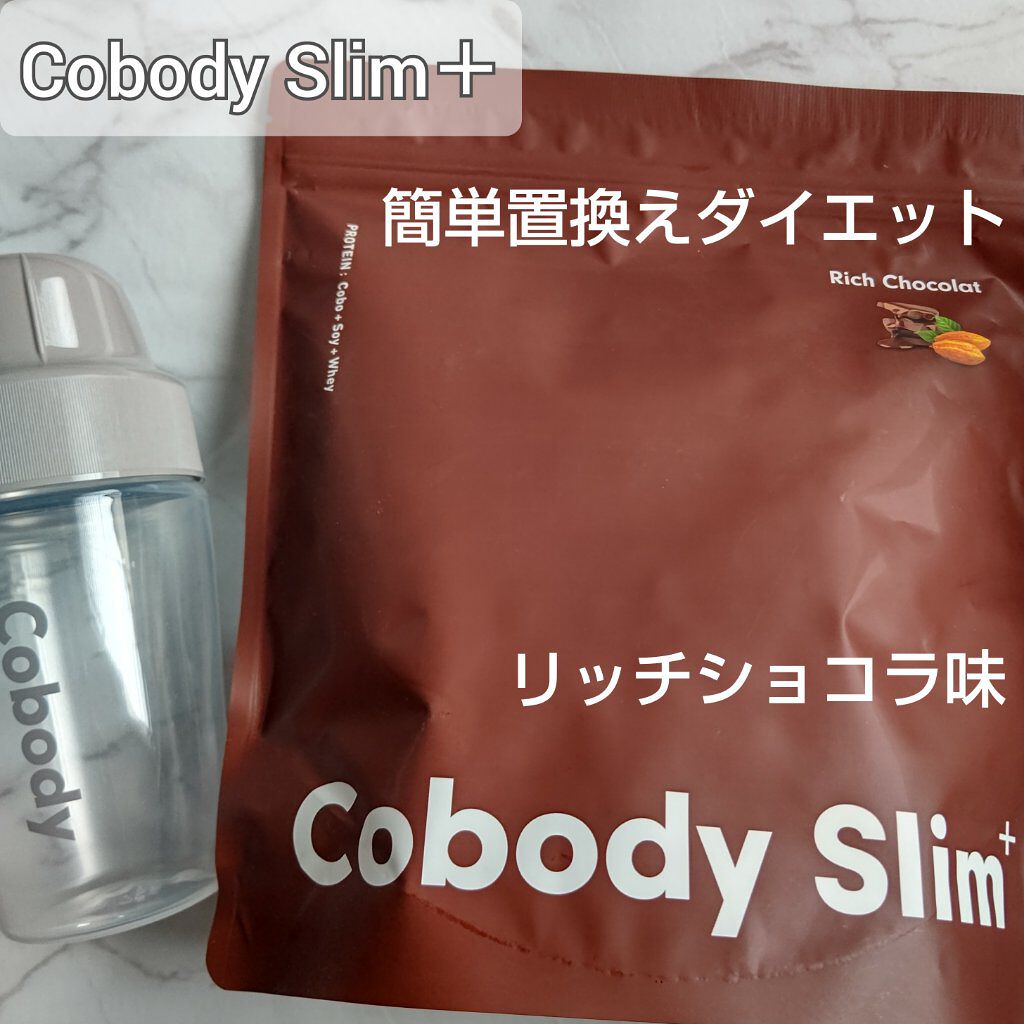 Cobody Slim＋
簡単置換えダイエット
Rich Chocolat
PROTEIN : Cobo + Soy + Whey
リッチショコラ味
Cobody Slim+
Cobody